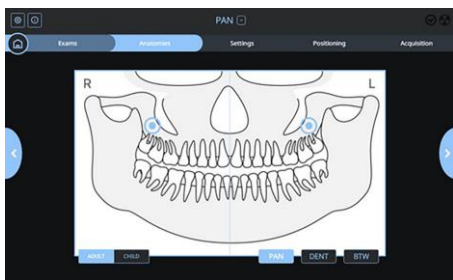 PAN
Exams Anatomies Settings Positioning Acquisition
R L
ADULT CHILD PAN DENT BTW